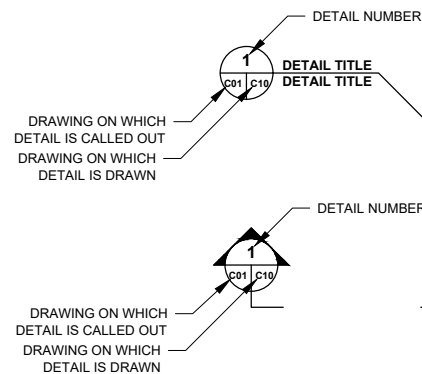 DETAIL NUMBER
1
DETAIL TITLE
DETAIL TITLE
C01 C10
DRAWING ON WHICH
DETAIL IS CALLED OUT
DRAWING ON WHICH
DETAIL IS DRAWN
DETAIL NUMBER
1
C01 C10
DRAWING ON WHICH
DETAIL IS CALLED OUT
DRAWING ON WHICH
DETAIL IS DRAWN